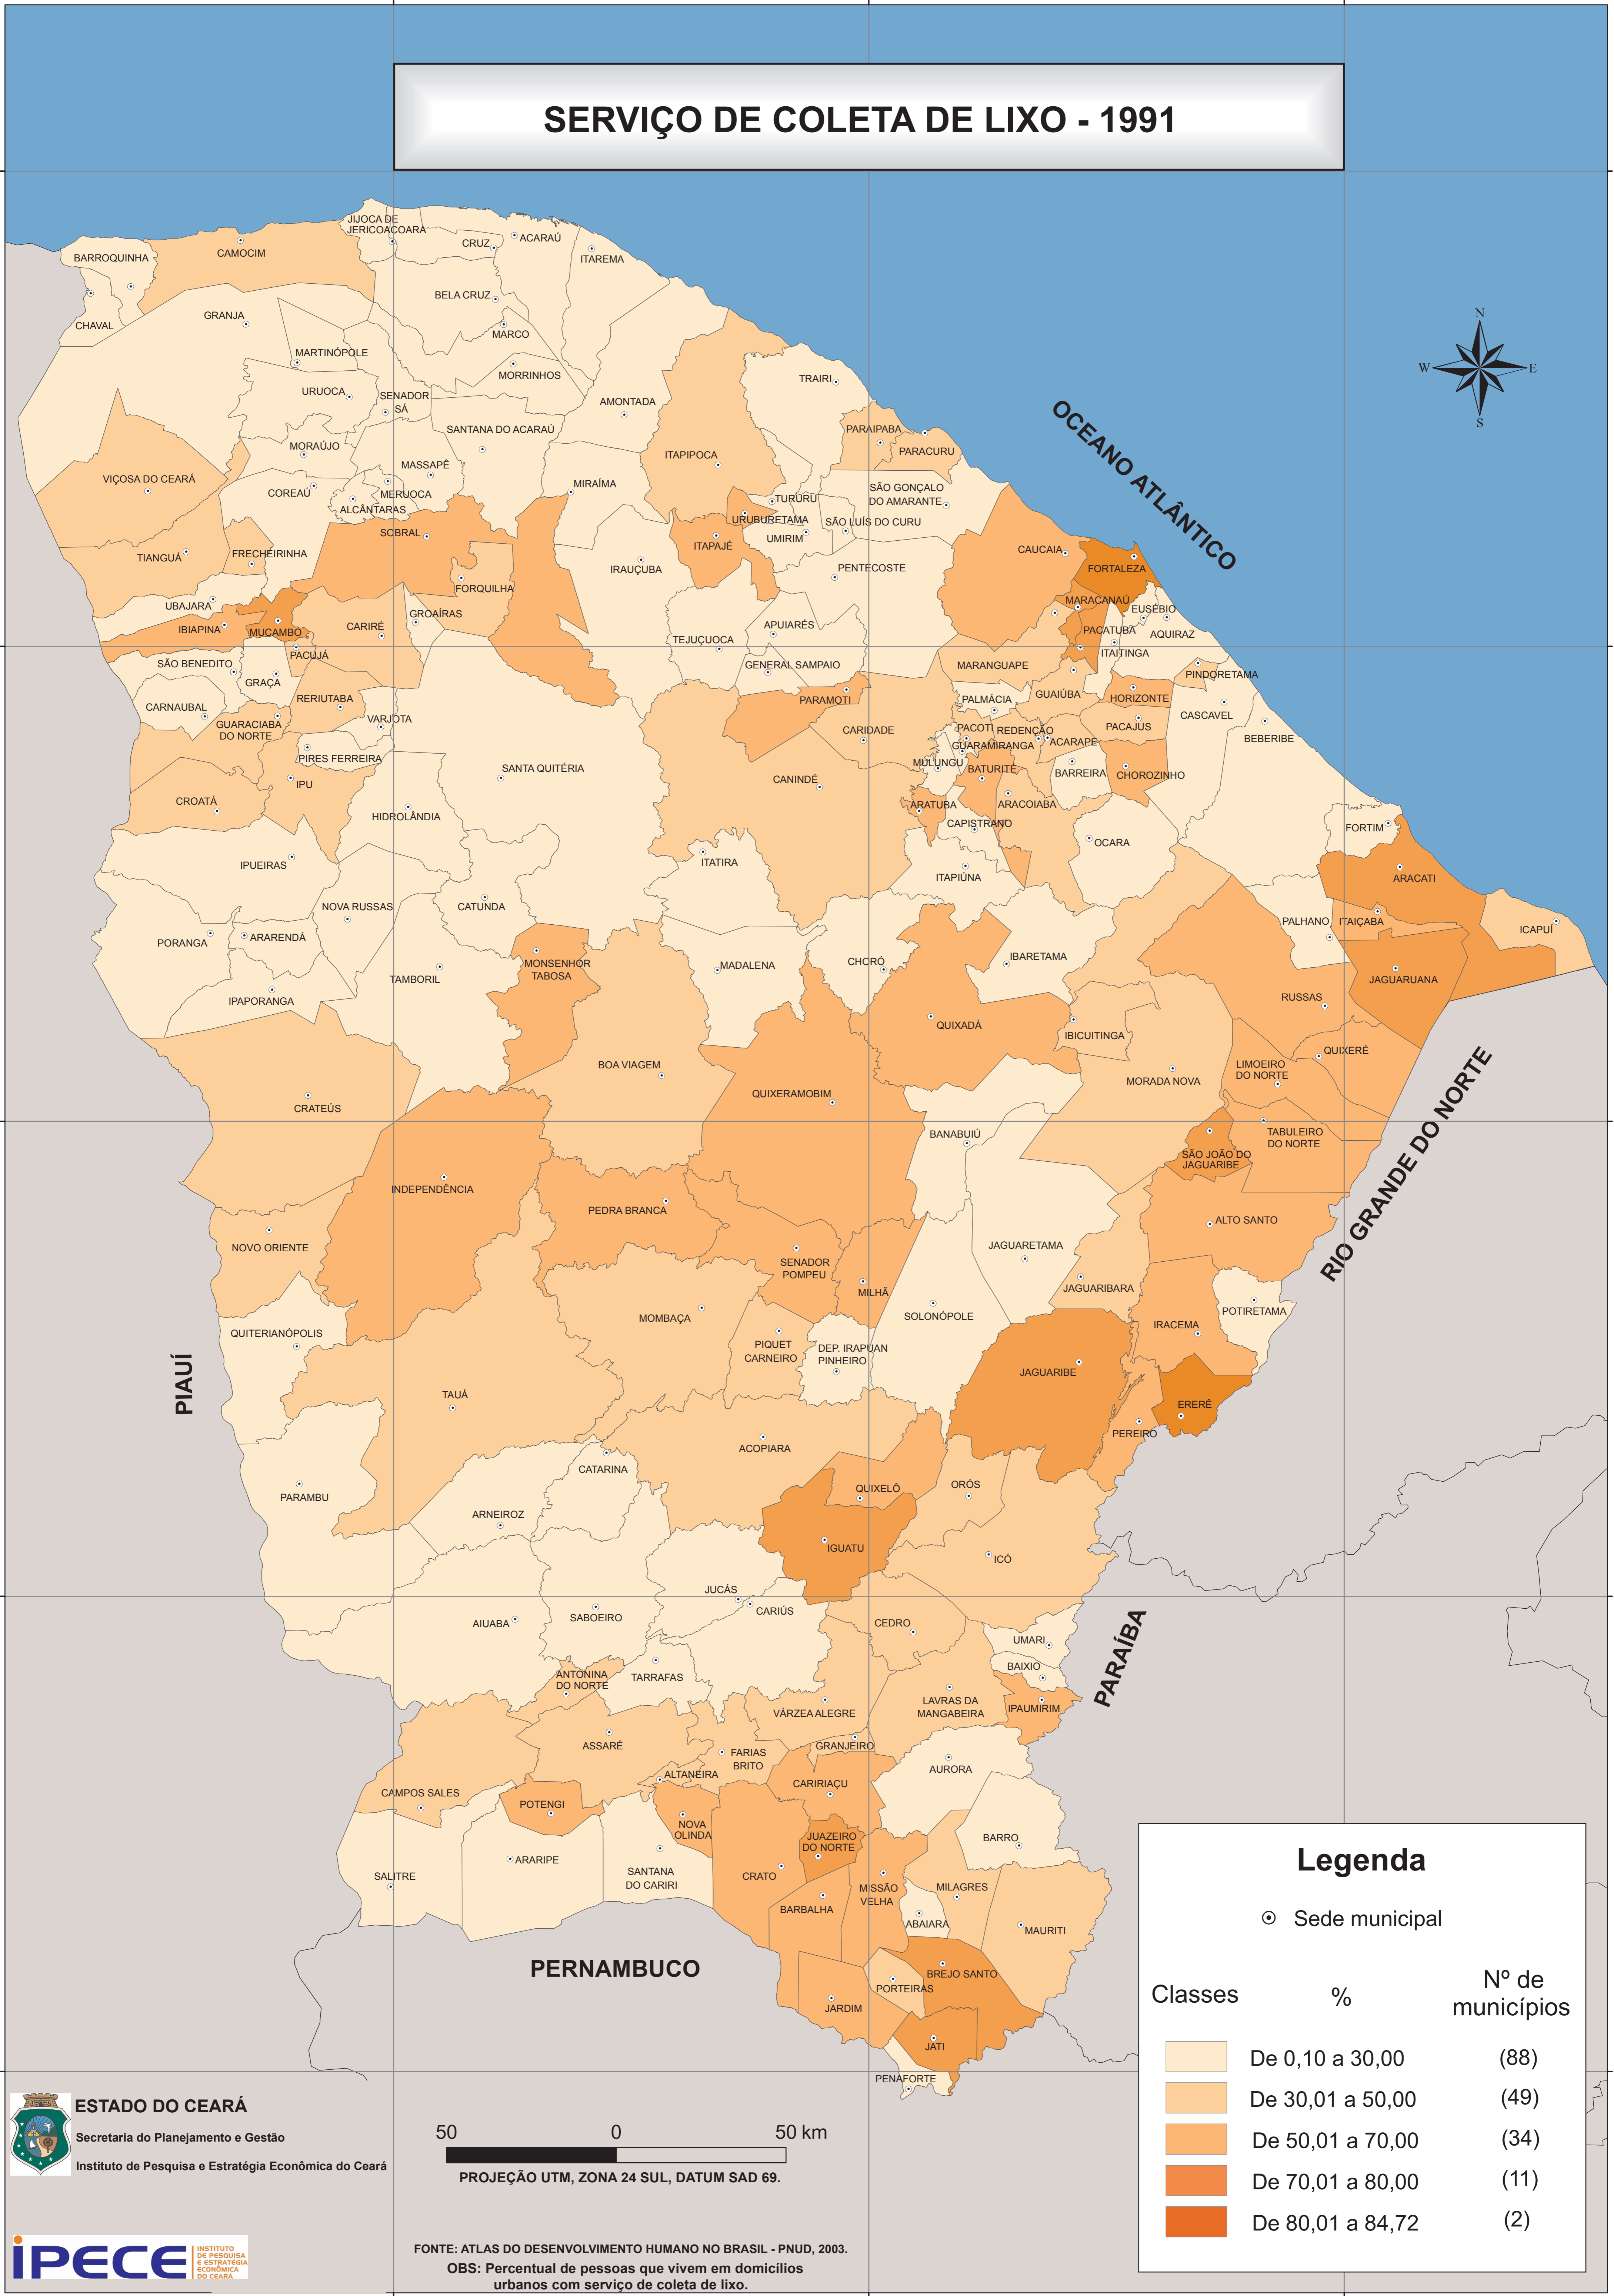 SERVIÇO DE COLETA DE LIXO - 1991
JIJOCA DE
JERICOACOARA
CRUZ
ACARAÚ
ITAREMA
BARROQUINHA
CAMOCIM
CHAVAL
GRANJA
BELA CRUZ
MARCO
N
W
E
S
MARTINÓPOLE
MORRINHOS
TRAIRI
URUOCA
SENADOR
SÁ
AMONTADA
OCEANO ATLÂNTICO
SANTANA DO ACARAÚ
PARAIPABA
PARACURU
MORAÚJO
ITAPIPOCA
VIÇOSA DO CEARÁ
MASSAPÊ
MIRAÍMA
SÃO GONÇALO
DO AMARANTE
COREAÚ
MERUOCA
ALCÂNTARAS
TURURU
URUBURETAMA
SÃO LUÍS DO CURU
SOBRAL
UMIRIM
ITAPAJÉ
CAUCAIA
TIANGUÁ
FRECHEIRINHA
IRAUÇUBA
PENTECOSTE
FORTALEZA
FORQUILHA
UBAJARA
MARACANAÚ
EUSÉBIO
GROAÍRAS
IBIAPINA
MUCAMBO
CARIRÉ
APUIARÉS
PACATUBA
AQUIRAZ
TEJUÇUOCA
ITAITINGA
PACUJÁ
SÃO BENEDITO
GENERAL SAMPAIO
MARANGUAPE
PINDORETAMA
GRAÇA
RERIUTABA
PARAMOTI
PALMÁCIA
GUAIÚBA
HORIZONTE
CARNAUBAL
VARJOTA
CASCAVEL
GUARACIABA
DO NORTE
CARIDADE
PACOTI
REDENÇÃO
PACAJUS
BEBERIBE
ACARAPE
GUARAMIRANGA
PIRES FERREIRA
MULUNGU
BATURITÉ
BARREIRA
CHOROZINHO
SANTA QUITÉRIA
IPU
CANINDÉ
CROATÁ
ARATUBA
ARACOIABA
HIDROLÂNDIA
CAPISTRANO
FORTIM
OCARA
IPUEIRAS
ITATIRA
ITAPIÚNA
ARACATI
NOVA RUSSAS
CATUNDA
PALHANO
ITAIÇABA
ICAPUÍ
PORANGA
ARARENDÁ
MONSENHOR
TABOSA
MADALENA
CHORÓ
IBARETAMA
TAMBORIL
JAGUARUANA
IPAPORANGA
RUSSAS
QUIXADÁ
IBICUITINGA
QUIXERÉ
BOA VIAGEM
LIMOEIRO
DO NORTE
MORADA NOVA
QUIXERAMOBIM
CRATEÚS
RIO GRANDE DO NORTE
BANABUIÚ
TABULEIRO
DO NORTE
SÃO JOÃO DO
JAGUARIBE
INDEPENDÊNCIA
PEDRA BRANCA
ALTO SANTO
NOVO ORIENTE
JAGUARETAMA
SENADOR
POMPEU
MILHÃ
JAGUARIBARA
POTIRETAMA
MOMBAÇA
SOLONÓPOLE
IRACEMA
QUITERIANÓPOLIS
PIQUET
CARNEIRO
DEP. IRAPUAN
PINHEIRO
JAGUARIBE
PIAUÍ
TAUÁ
ERERÊ
PEREIRO
ACOPIARA
CATARINA
PARAMBU
QUIXELÔ
ORÓS
ARNEIROZ
IGUATU
ICÓ
JUCÁS
CARIÚS
AIUABA
SABOEIRO
CEDRO
UMARI
PARAÍBA
BAIXIO
ANTONINA
DO NORTE
TARRAFAS
LAVRAS DA
MANGABEIRA
IPAUMIRIM
VÁRZEA ALEGRE
ASSARÉ
GRANJEIRO
FARIAS
BRITO
AURORA
ALTANEIRA
CARIRIAÇU
CAMPOS SALES
POTENGI
NOVA
OLINDA
JUAZEIRO
DO NORTE
BARRO
ARARIPE
SANTANA
DO CARIRI
SALITRE
CRATO
MISSÃO
VELHA
MILAGRES
BARBALHA
ABAIARA
MAURITI
PERNAMBUCO
BREJO SANTO
PORTEIRAS
JARDIM
JATI
PENAFORTE
Legenda
Sede municipal
Classes
%
Nº de
municípios
De 0,10 a 30,00 (88)
De 30,01 a 50,00 (49)
De 50,01 a 70,00 (34)
De 70,01 a 80,00 (11)
De 80,01 a 84,72 (2)
ESTADO DO CEARÁ
Secretaria do Planejamento e Gestão
Instituto de Pesquisa e Estratégia Econômica do Ceará
50 0 50 km
PROJEÇÃO UTM, ZONA 24 SUL, DATUM SAD 69.
IPECE
INSTITUTO
DE PESQUISA
E ESTRATÉGIA
ECONÔMICA
DO CEARÁ
FONTE: ATLAS DO DESENVOLVIMENTO HUMANO NO BRASIL - PNUD, 2003.
OBS: Percentual de pessoas que vivem em domicílios
urbanos com serviço de coleta de lixo.